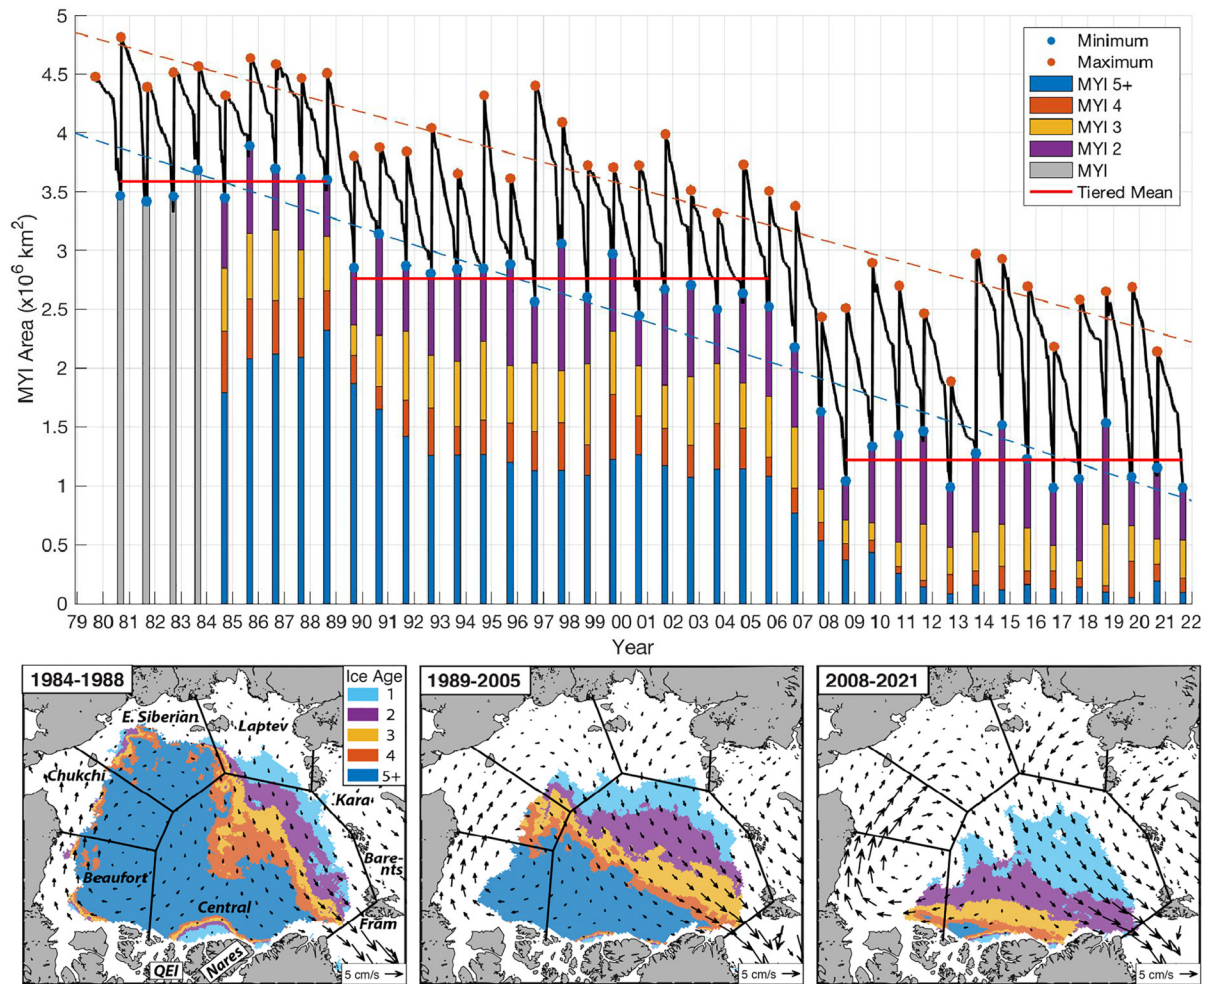 5
4.5
4
3.5
3
2.5
2
1.5
1
0.5
0
MYI Area (x10⁶ km²)
Minimum
Maximum
MYI 5+
MYI 4
MYI 3
MYI 2
MYI
Tiered Mean
79 80 81 82 83 84 85 86 87 88 89 90 91 92 93 94 95 96 97 98 99 00 01 02 03 04 05 06 07 08 09 10 11 12 13 14 15 16 17 18 19 20 21 22
Year
1984-1988
Ice Age
1
2
3
4
5+
E. Siberian
Laptev
Chukchi
Kara
Bare-
nts
Beaufort
Central
Fram
QEI
Nares
5 cm/s
1989-2005
5 cm/s
2008-2021
5 cm/s